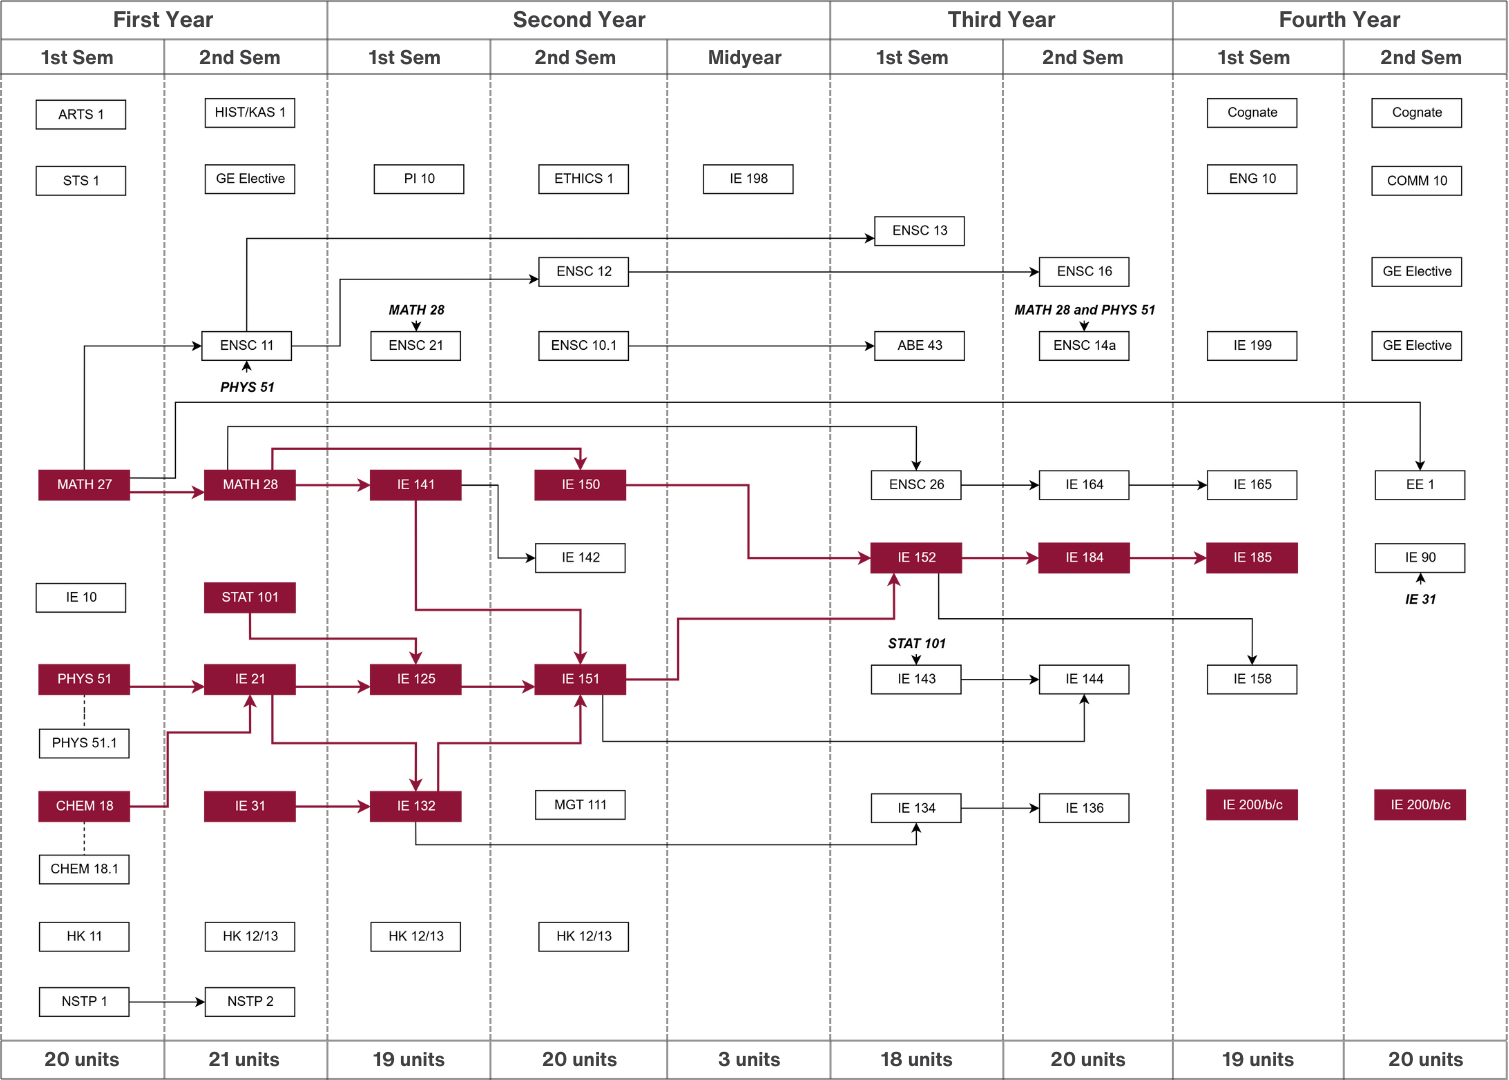 First Year
Second Year
Third Year
Fourth Year
1st Sem
2nd Sem
1st Sem
2nd Sem
Midyear
1st Sem
2nd Sem
1st Sem
2nd Sem
ARTS 1
HIST/KAS 1
Cognate
Cognate
STS 1
GE Elective
PI 10
ETHICS 1
IE 198
ENG 10
COMM 10
ENSC 13
ENSC 12
ENSC 16
GE Elective
MATH 28
MATH 28 and PHYS 51
ENSC 11
ENSC 21
ENSC 10.1
ABE 43
ENSC 14a
IE 199
GE Elective
PHYS 51
MATH 27
MATH 28
IE 141
IE 150
ENSC 26
IE 164
IE 165
EE 1
IE 142
IE 152
IE 184
IE 185
IE 90
IE 10
STAT 101
IE 31
STAT 101
PHYS 51
IE 21
IE 125
IE 151
IE 143
IE 144
IE 158
PHYS 51.1
CHEM 18
IE 31
IE 132
MGT 111
IE 134
IE 136
IE 200/b/c
IE 200/b/c
CHEM 18.1
HK 11
HK 12/13
HK 12/13
HK 12/13
NSTP 1
NSTP 2
20 units
21 units
19 units
20 units
3 units
18 units
20 units
19 units
20 units